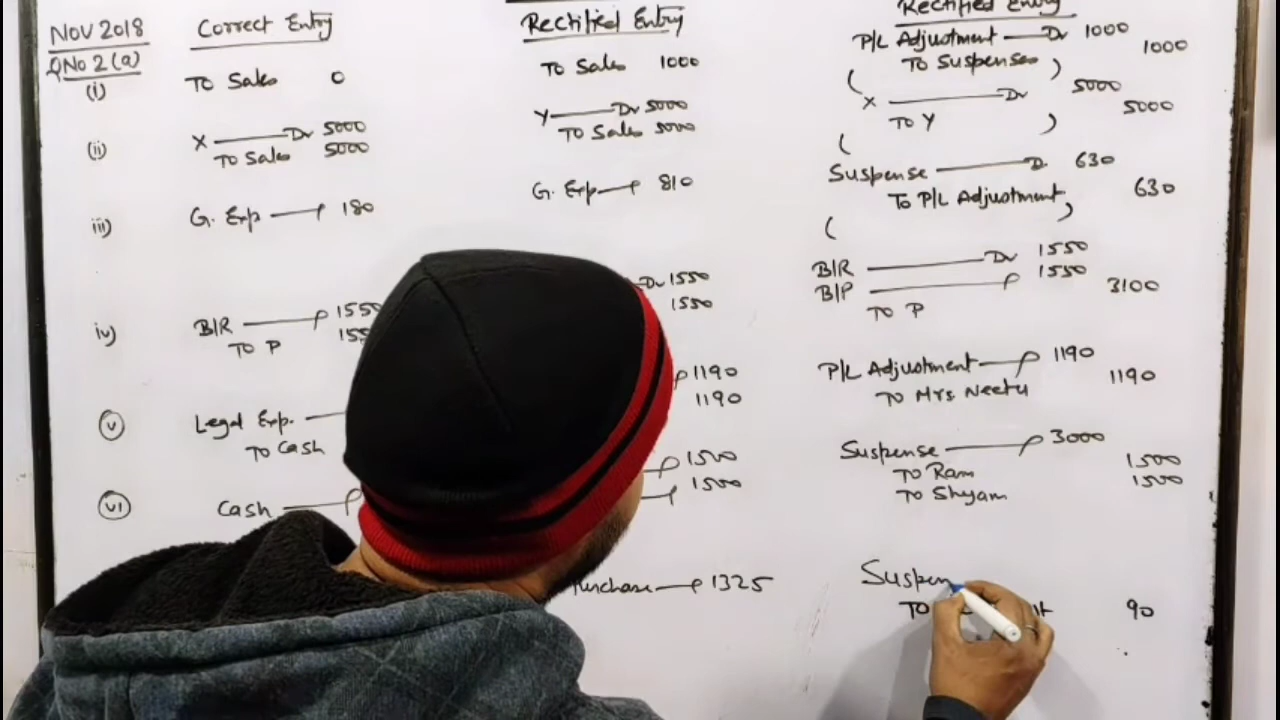 NOV 2018
QNo 2 (a)
Correct Entry
Rectified Entry
Rectified Entry
(i)
To Sales 0
To Sales 1000
P/L Adjustment Dr 1000
To Suspenses 1000
( )
(ii)
X Dr 5000
To Sales 5000
Y Dr 5000
To Sales 5000
X Dr 5000
To Y 5000
( )
iii)
G. Exp 180
G. Exp 810
Suspense D. 630
To P/L Adjustment 630
( )
iv)
B/R 1550
To P
Dr 1550
1550
B/R Dr 1550
B/P 1550
To P 3100
(v)
Legal Exp.
To Cash
1190
1190
P/L Adjustment 1190
To Mrs Neetu 1190
(vi)
Cash
1500
1500
Suspense 3000
To Ram 1500
To Shyam 1500
Purchase 1325
Suspen
To 90